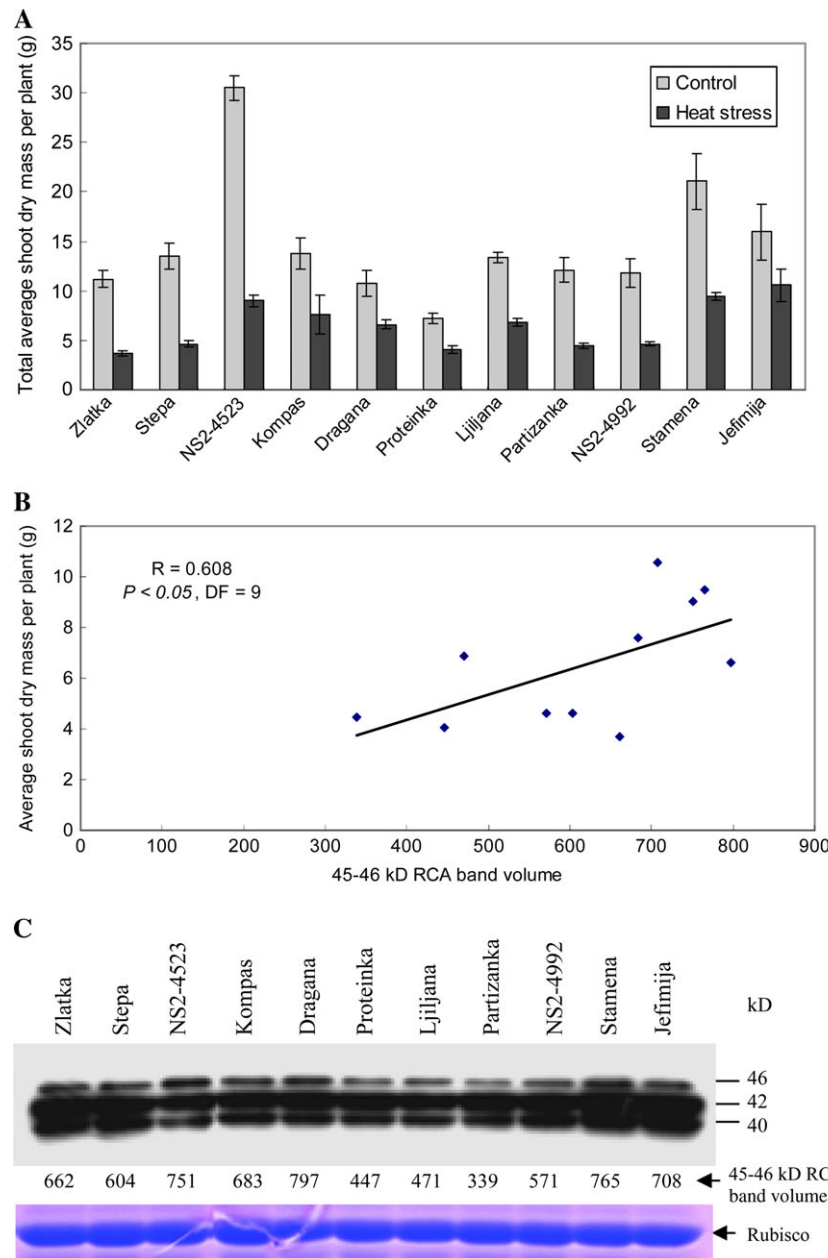 A
Total average shoot dry mass per plant (g)
35
30
25
20
15
10
5
0
Control
Heat stress
Zlatka
Stepa
NS2-4523
Kompas
Dragana
Proteinka
Ljiljana
Partizanka
NS2-4992
Stamena
Jefimija
B
Average shoot dry mass per plant (g)
12
10
8
6
4
2
0
R = 0.608
P < 0.05, DF = 9
0 100 200 300 400 500 600 700 800 900
45-46 kD RCA band volume
C
Zlatka
Stepa
NS2-4523
Kompas
Dragana
Proteinka
Ljiljana
Partizanka
NS2-4992
Stamena
Jefimija
kD
46
42
40
662 604 751 683 797 447 471 339 571 765 708
45-46 kD RC
band volume
Rubisco